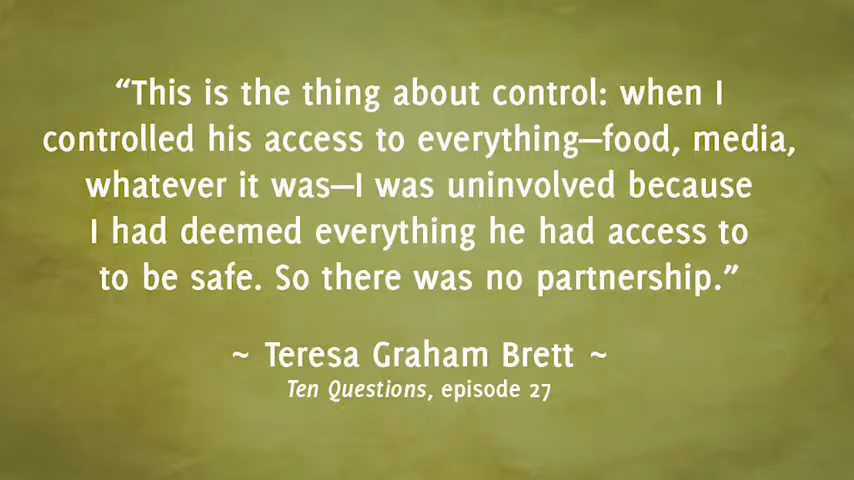 “This is the thing about control: when I
controlled his access to everything—food, media,
whatever it was—I was uninvolved because
I had deemed everything he had access to
to be safe. So there was no partnership.”
~ Teresa Graham Brett ~
Ten Questions, episode 27